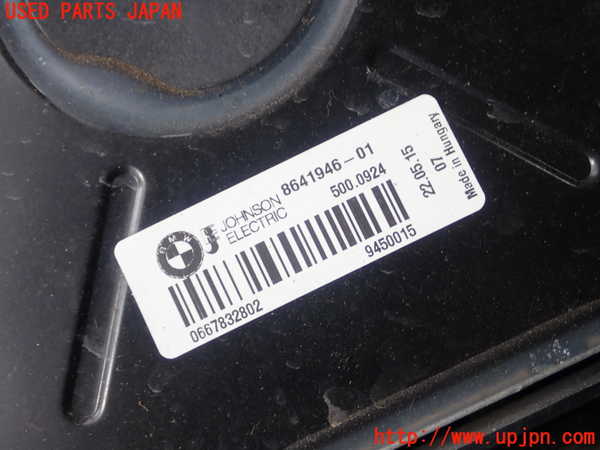 USED PARTS JAPAN
BMW
JOHNSON
ELECTRIC
8641946-01
500.0924
22.05.15
07
Made in Hungary
0667832802
9450015
http://www.upjpn.com